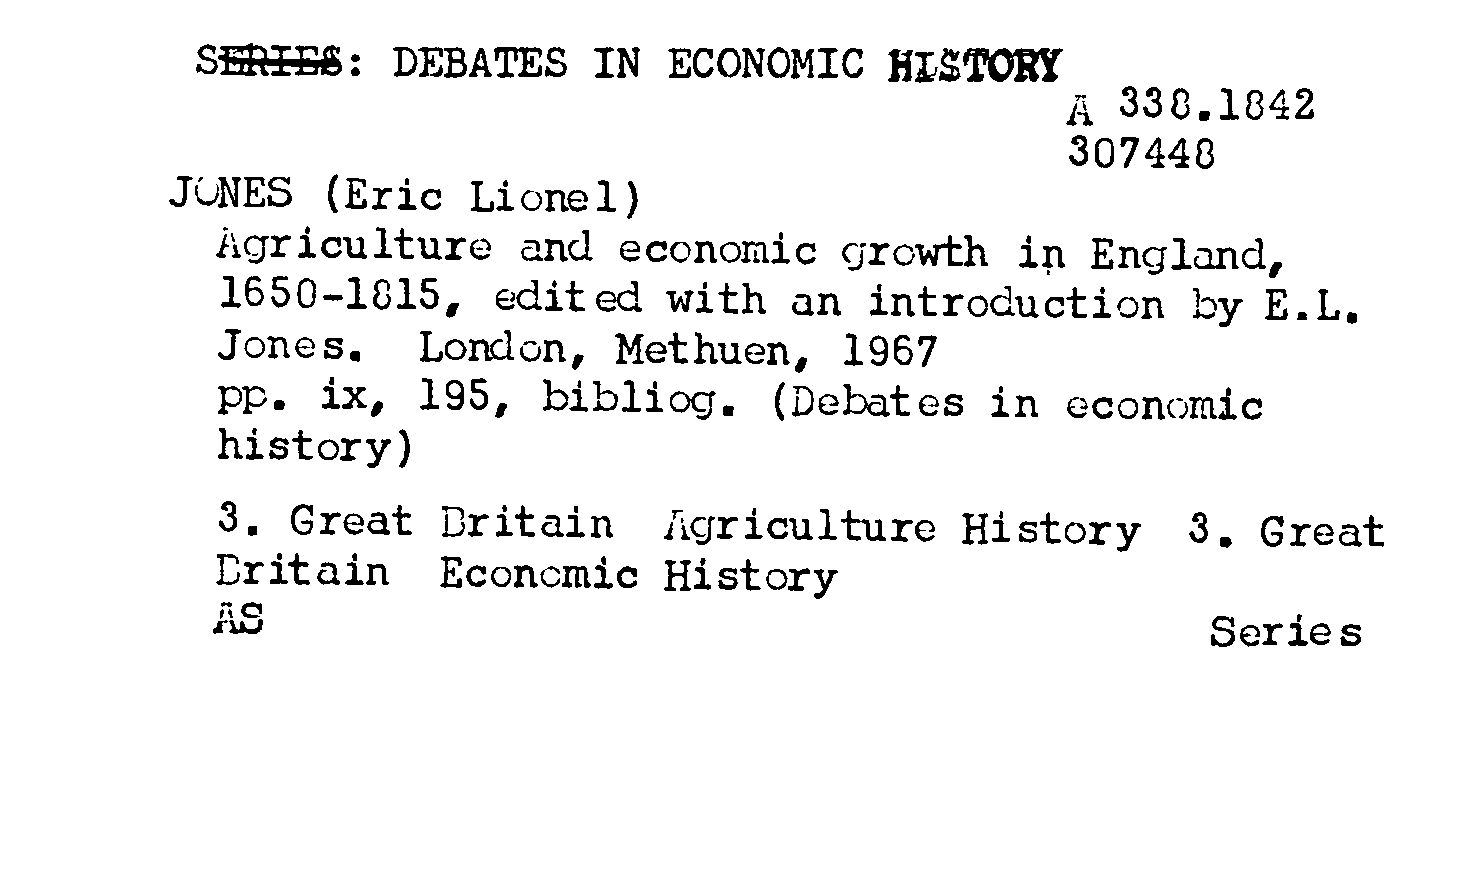 SERIES: DEBATES IN ECONOMIC HISTORY
A 338.1842
307448
JONES (Eric Lionel)
Agriculture and economic growth in England,
1650-1815, edited with an introduction by E.L.
Jones. London, Methuen, 1967
pp. ix, 195, bibliog. (Debates in economic
history)
3. Great Britain Agriculture History 3. Great
Britain Economic History
AS
Series